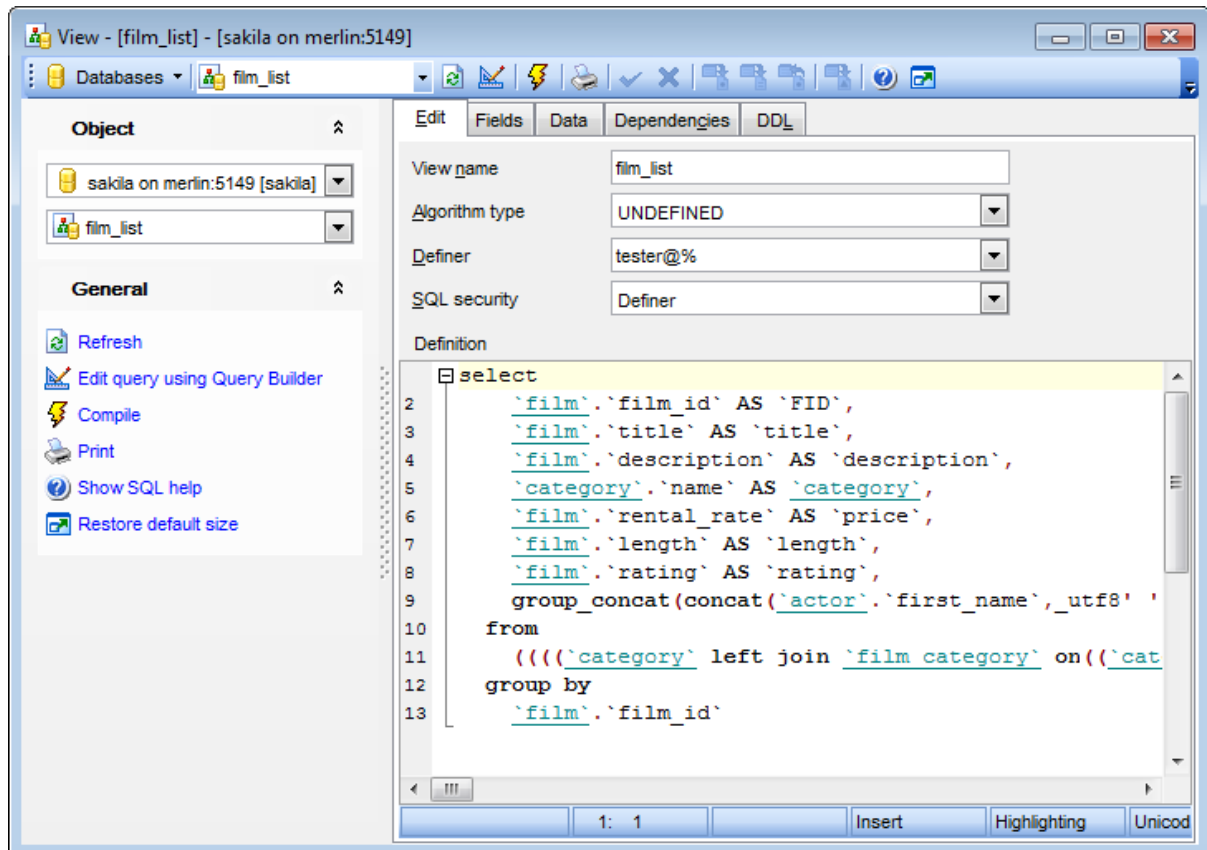 View - [film_list] - [sakila on merlin:5149]
Databases film_list
Object
sakila on merlin:5149 [sakila]
film_list
General
Refresh
Edit query using Query Builder
Compile
Print
Show SQL help
Restore default size
Edit Fields Data Dependencies DDL
View name film_list
Algorithm type UNDEFINED
Definer tester@%
SQL security Definer
Definition
select
2 `film`.`film_id` AS `FID`,
3 `film`.`title` AS `title`,
4 `film`.`description` AS `description`,
5 `category`.`name` AS `category`,
6 `film`.`rental_rate` AS `price`,
7 `film`.`length` AS `length`,
8 `film`.`rating` AS `rating`,
9 group_concat(concat(`actor`.`first_name`,_utf8' '
10 from
11 ((((`category` left join `film_category` on((`cat
12 group by
13 `film`.`film_id`
1: 1 Insert Highlighting Unicod